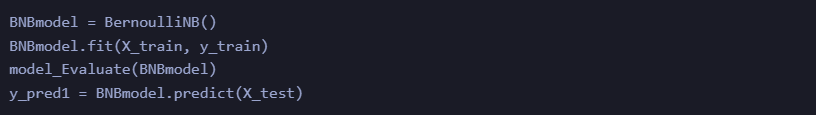 BNBmodel = BernoulliNB()
BNBmodel.fit(X_train, y_train)
model_Evaluate(BNBmodel)
y_pred1 = BNBmodel.predict(X_test)